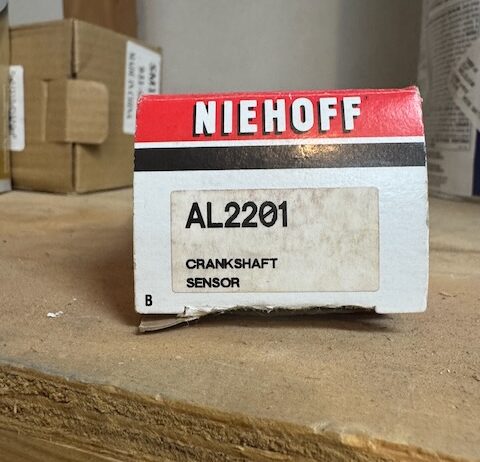 NIEHOFF
AL2201
CRANKSHAFT
SENSOR
B